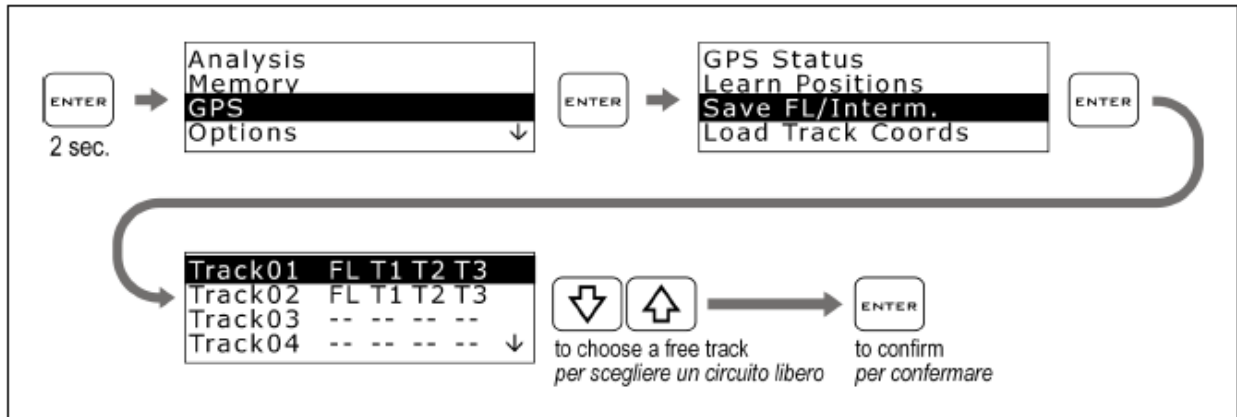 ENTER
2 sec.
Analysis
Memory
GPS
Options ↓
ENTER
GPS Status
Learn Positions
Save FL/Interm.
Load Track Coords
ENTER
Track01 FL T1 T2 T3
Track02 FL T1 T2 T3
Track03 -- -- -- --
Track04 -- -- -- -- ↓
to choose a free track
per scegliere un circuito libero
ENTER
to confirm
per confermare